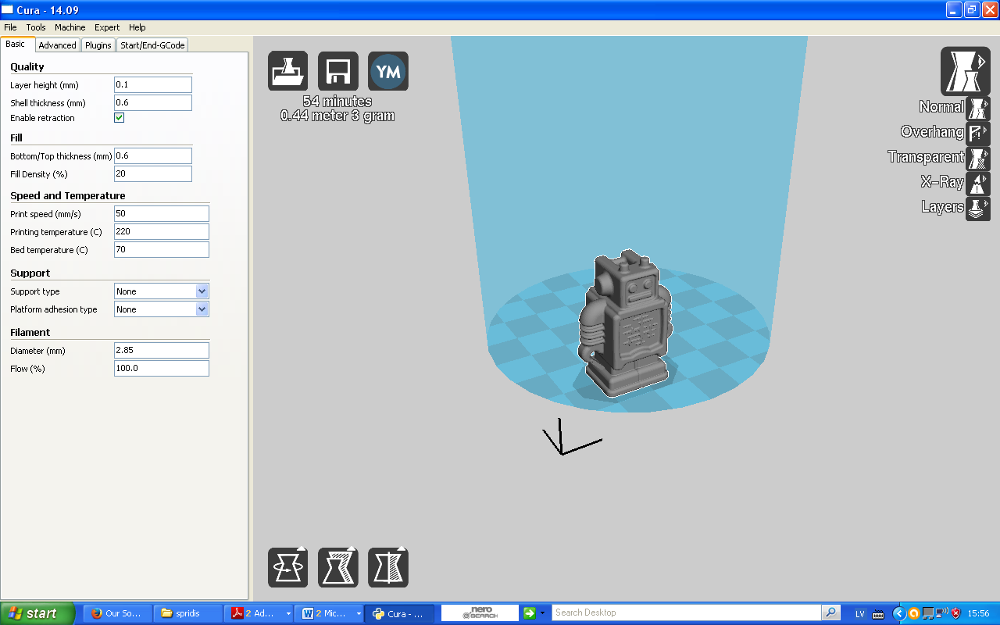 Cura - 14.09
File Tools Machine Expert Help
Basic Advanced Plugins Start/End-GCode
Quality
Layer height (mm) 0.1
Shell thickness (mm) 0.6
Enable retraction
Fill
Bottom/Top thickness (mm) 0.6
Fill Density (%) 20
Speed and Temperature
Print speed (mm/s) 50
Printing temperature (C) 220
Bed temperature (C) 70
Support
Support type None
Platform adhesion type None
Filament
Diameter (mm) 2.85
Flow (%) 100.0
YM
54 minutes
0.44 meter 3 gram
Normal
Overhang
Transparent
X-Ray
Layers
start Our So... spridis 2 Ad... 2 Mic... Cura - ... nero SEARCH Search Desktop LV 15:56